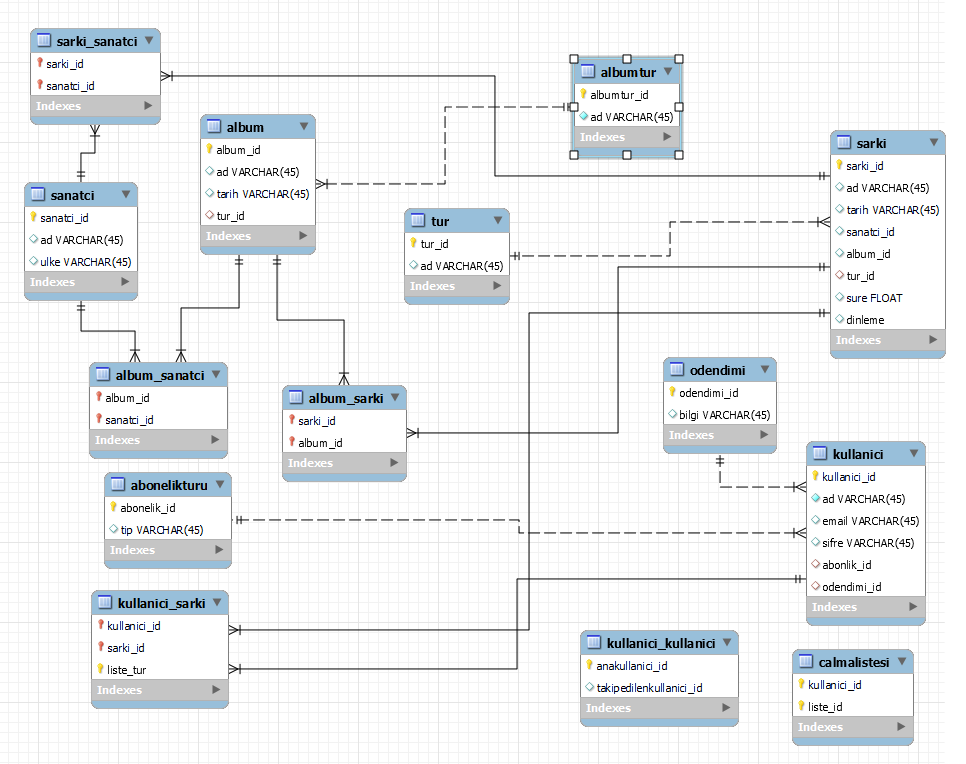 sarki_sanatci
sarki_id
sanatci_id
Indexes
albumtur
albumtur_id
ad VARCHAR(45)
Indexes
album
album_id
ad VARCHAR(45)
tarih VARCHAR(45)
tur_id
Indexes
sarki
sarki_id
ad VARCHAR(45)
tarih VARCHAR(45)
sanatci_id
album_id
tur_id
sure FLOAT
dinleme
Indexes
sanatci
sanatci_id
ad VARCHAR(45)
ulke VARCHAR(45)
Indexes
tur
tur_id
ad VARCHAR(45)
Indexes
album_sanatci
album_id
sanatci_id
Indexes
album_sarki
sarki_id
album_id
Indexes
odendimi
odendimi_id
bilgi VARCHAR(45)
Indexes
kullanici
kullanici_id
ad VARCHAR(45)
email VARCHAR(45)
sifre VARCHAR(45)
abonlik_id
odendimi_id
Indexes
abonelikturu
abonelik_id
tip VARCHAR(45)
Indexes
kullanici_sarki
kullanici_id
sarki_id
liste_tur
Indexes
kullanici_kullanici
anakullanici_id
takipedilenkullanici_id
Indexes
calmalistesi
kullanici_id
liste_id
Indexes